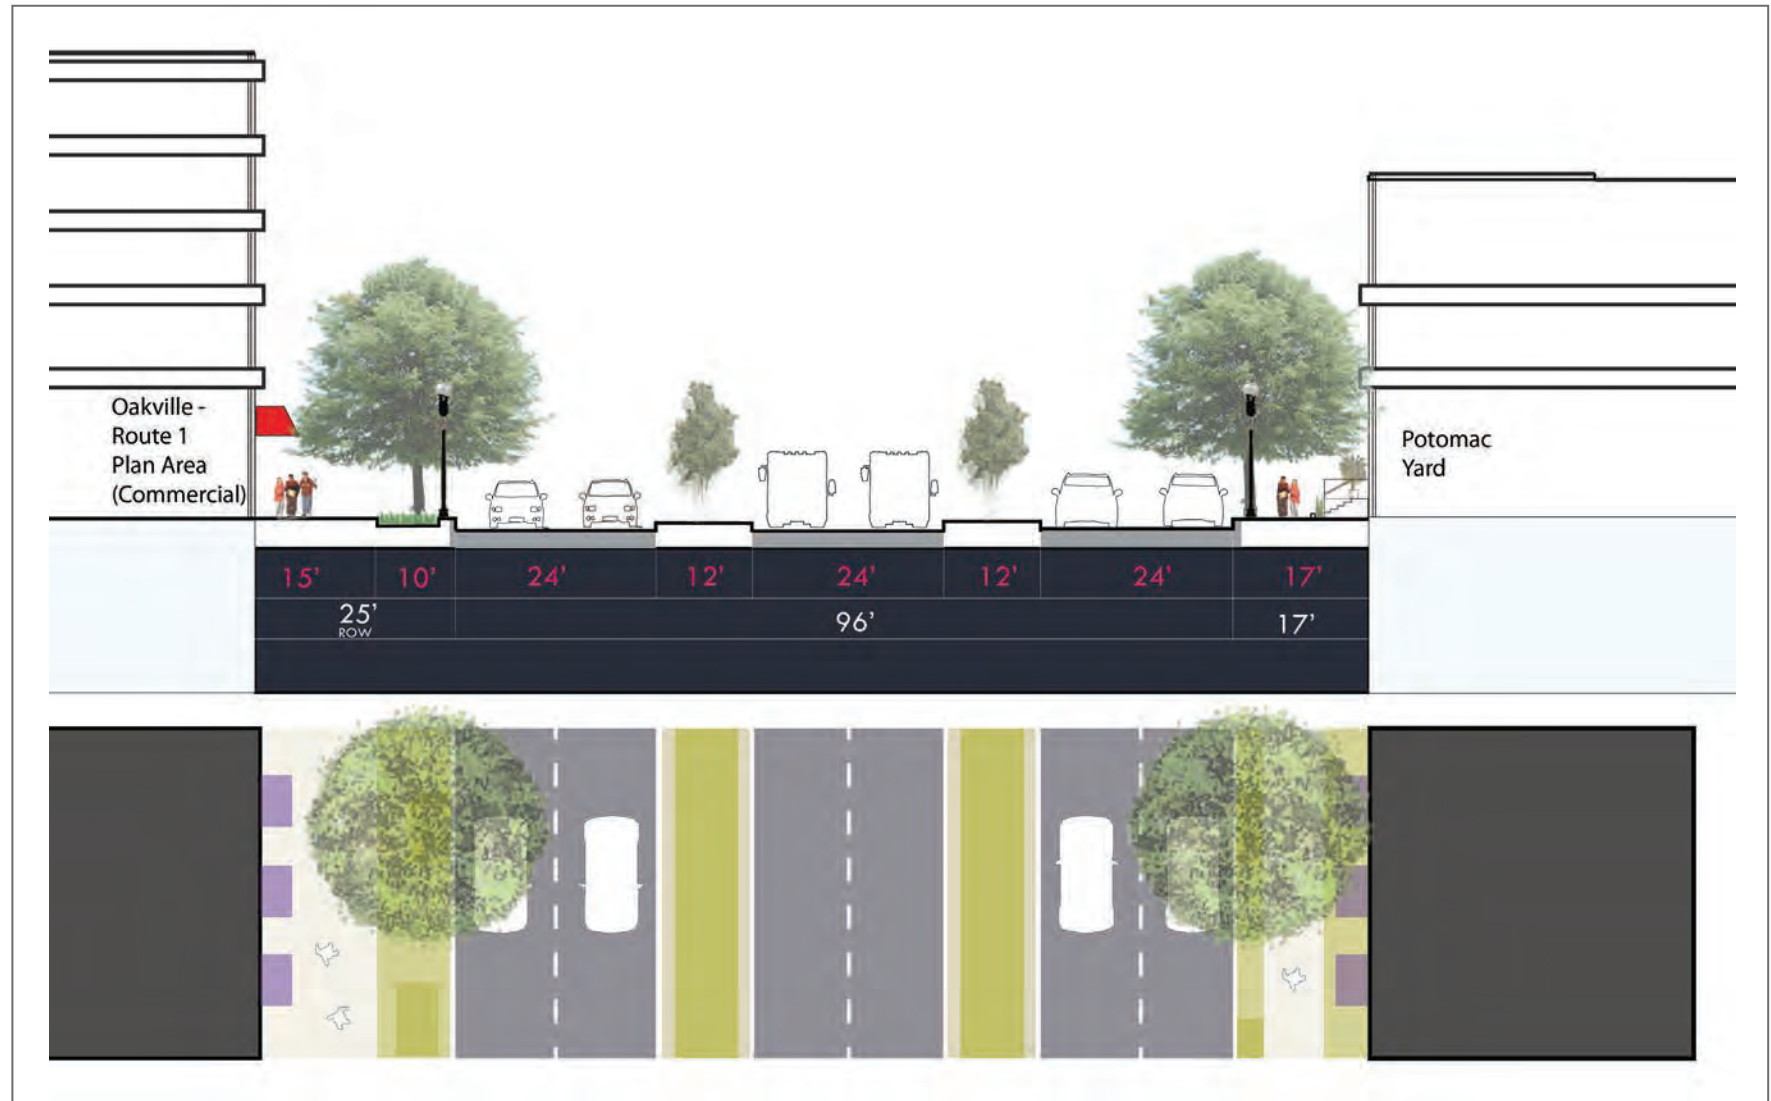 Oakville -
Route 1
Plan Area
(Commercial)
Potomac
Yard
15' 10' 24' 12' 24' 12' 24' 17'
25' 96' 17'
ROW